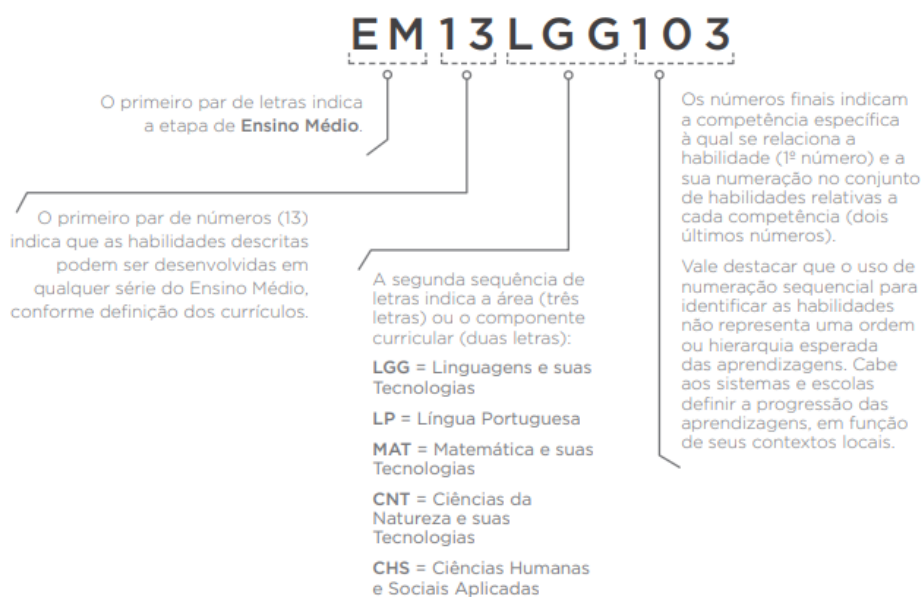 EM13LGG103
O primeiro par de letras indica
a etapa de Ensino Médio.
O primeiro par de números (13)
indica que as habilidades descritas
podem ser desenvolvidas em
qualquer série do Ensino Médio,
conforme definição dos currículos.
A segunda sequência de
letras indica a área (três
letras) ou o componente
curricular (duas letras):
LGG = Linguagens e suas
Tecnologias
LP = Língua Portuguesa
MAT = Matemática e suas
Tecnologias
CNT = Ciências da
Natureza e suas
Tecnologias
CHS = Ciências Humanas
e Sociais Aplicadas
Os números finais indicam
a competência específica
à qual se relaciona a
habilidade (1º número) e a
sua numeração no conjunto
de habilidades relativas a
cada competência (dois
últimos números).
Vale destacar que o uso de
numeração sequencial para
identificar as habilidades
não representa uma ordem
ou hierarquia esperada
das aprendizagens. Cabe
aos sistemas e escolas
definir a progressão das
aprendizagens, em função
de seus contextos locais.